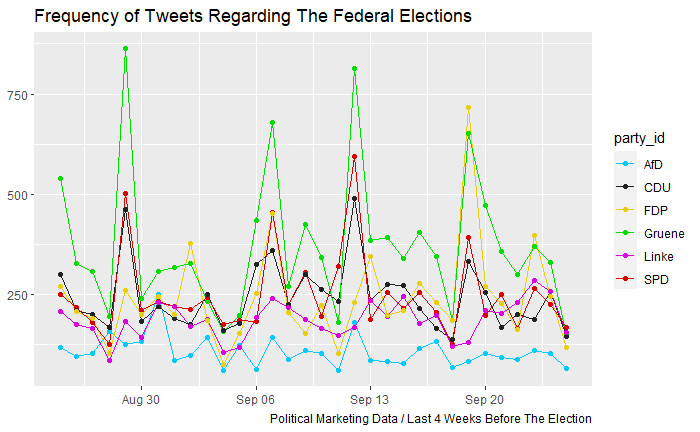 Frequency of Tweets Regarding The Federal Elections
750
500
250
Aug 30 Sep 06 Sep 13 Sep 20
Political Marketing Data / Last 4 Weeks Before The Election
party_id
AfD
CDU
FDP
Gruene
Linke
SPD